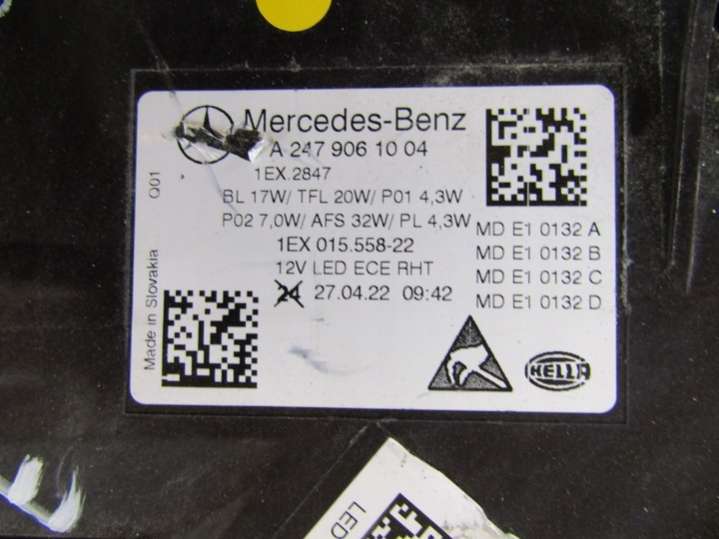 Mercedes-Benz
A 247 906 10 04
1EX.2847
BL 17W/ TFL 20W/ P01 4,3W
P02 7,0W/ AFS 32W/ PL 4,3W
1EX 015.558-22
12V LED ECE RHT
24 27.04.22 09:42
MD E1 0132 A
MD E1 0132 B
MD E1 0132 C
MD E1 0132 D
Made in Slovakia
Q01
HELLA
LED